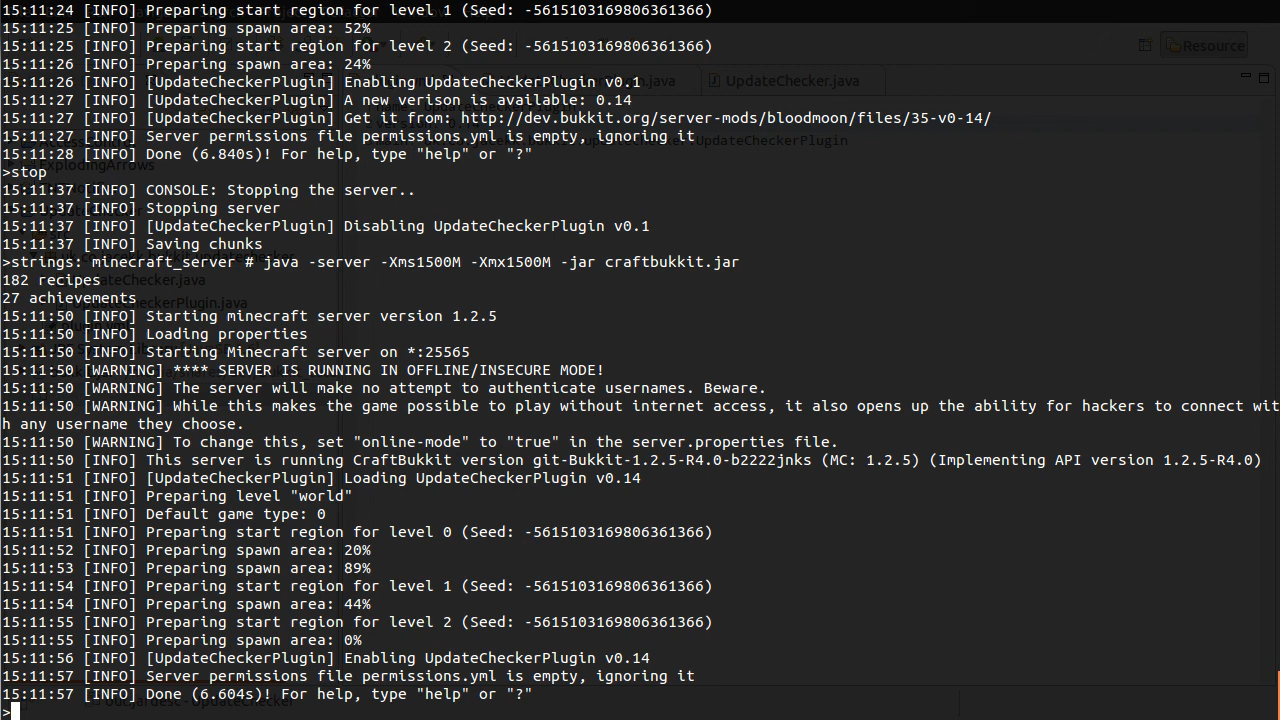 15:11:24 [INFO] Preparing start region for level 1 (Seed: -5615103169806361366)
15:11:25 [INFO] Preparing spawn area: 52%
15:11:25 [INFO] Preparing start region for level 2 (Seed: -5615103169806361366)
Resource
15:11:26 [INFO] Preparing spawn area: 24%
15:11:26 [INFO] [UpdateCheckerPlugin] Enabling UpdateCheckerPlugin v0.1
UpdateChecker.java
15:11:27 [INFO] [UpdateCheckerPlugin] A new verison is available: 0.14
15:11:27 [INFO] [UpdateCheckerPlugin] Get it from: http://dev.bukkit.org/server-mods/bloodmoon/files/35-v0-14/
15:11:27 [INFO] Server permissions file permissions.yml is empty, ignoring it
15:11:28 [INFO] Done (6.840s)! For help, type "help" or "?"
ExplodingArrows
>stop
15:11:37 [INFO] CONSOLE: Stopping the server..
15:11:37 [INFO] Stopping server
15:11:37 [INFO] [UpdateCheckerPlugin] Disabling UpdateCheckerPlugin v0.1
15:11:37 [INFO] Saving chunks
>strings: minecraft_server # java -server -Xms1500M -Xmx1500M -jar craftbukkit.jar
182 recipes
27 achievements
UpdateCheckerPlugin.java
15:11:50 [INFO] Starting minecraft server version 1.2.5
15:11:50 [INFO] Loading properties
15:11:50 [INFO] Starting Minecraft server on *:25565
15:11:50 [WARNING] **** SERVER IS RUNNING IN OFFLINE/INSECURE MODE!
15:11:50 [WARNING] The server will make no attempt to authenticate usernames. Beware.
15:11:50 [WARNING] While this makes the game possible to play without internet access, it also opens up the ability for hackers to connect wit
h any username they choose.
15:11:50 [WARNING] To change this, set "online-mode" to "true" in the server.properties file.
15:11:50 [INFO] This server is running CraftBukkit version git-Bukkit-1.2.5-R4.0-b2222jnks (MC: 1.2.5) (Implementing API version 1.2.5-R4.0)
15:11:51 [INFO] [UpdateCheckerPlugin] Loading UpdateCheckerPlugin v0.14
15:11:51 [INFO] Preparing level "world"
15:11:51 [INFO] Default game type: 0
15:11:51 [INFO] Preparing start region for level 0 (Seed: -5615103169806361366)
15:11:52 [INFO] Preparing spawn area: 20%
15:11:53 [INFO] Preparing spawn area: 89%
15:11:54 [INFO] Preparing start region for level 1 (Seed: -5615103169806361366)
15:11:54 [INFO] Preparing spawn area: 44%
15:11:55 [INFO] Preparing start region for level 2 (Seed: -5615103169806361366)
15:11:55 [INFO] Preparing spawn area: 0%
15:11:56 [INFO] [UpdateCheckerPlugin] Enabling UpdateCheckerPlugin v0.14
15:11:57 [INFO] Server permissions file permissions.yml is empty, ignoring it
15:11:57 [INFO] Done (6.604s)! For help, type "help" or "?"
>